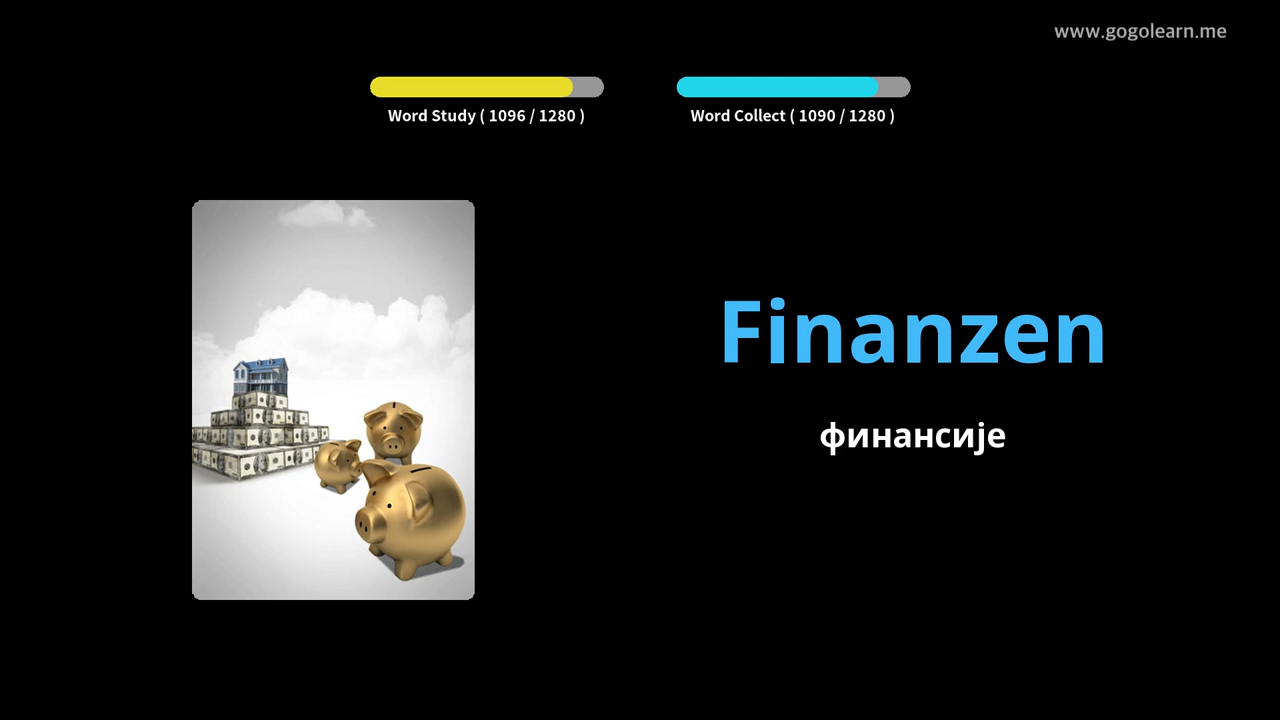 www.gogolearn.me
Word Study ( 1096 / 1280 )
Word Collect ( 1090 / 1280 )
Finanzen
финансије